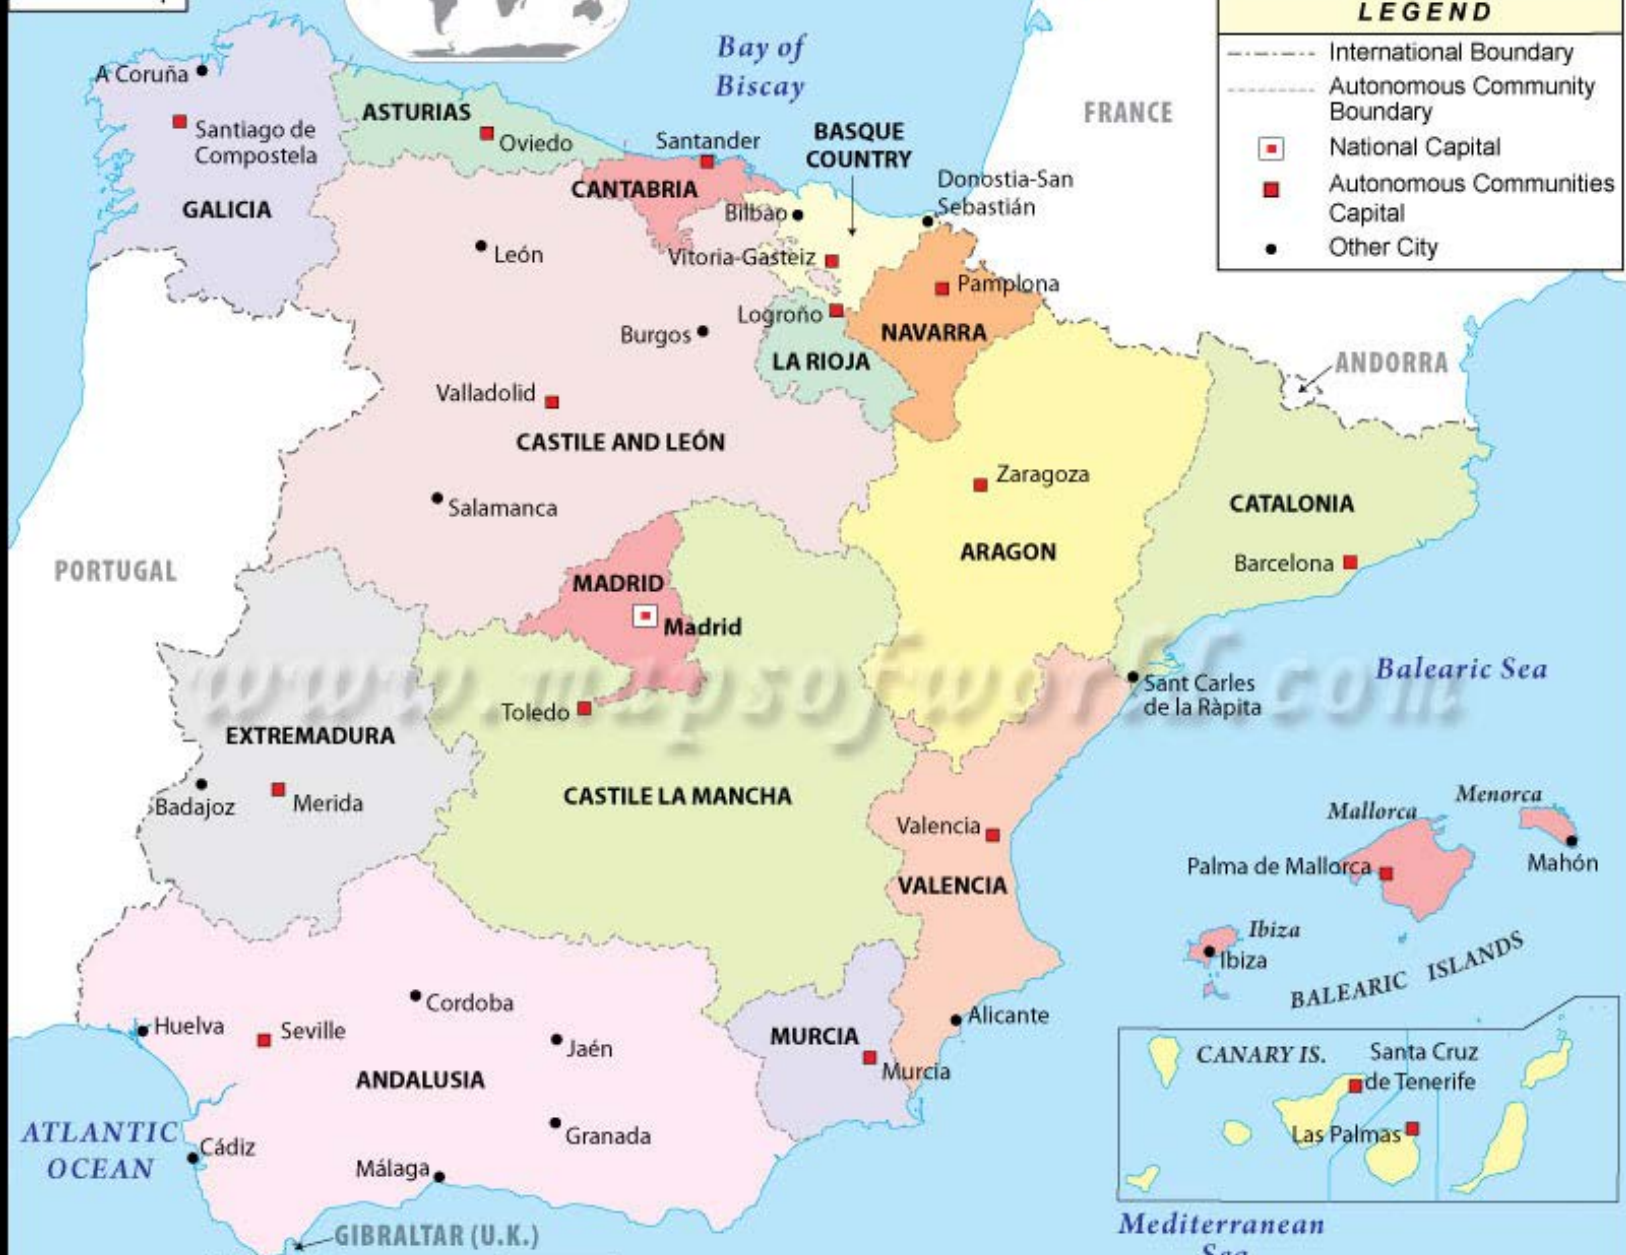 Bay of
Biscay
LEGEND
International Boundary
Autonomous Community
Boundary
National Capital
Autonomous Communities
Capital
Other City
FRANCE
A Coruña
Santiago de
Compostela
GALICIA
ASTURIAS
Oviedo
Santander
CANTABRIA
BASQUE
COUNTRY
Donostia-San
Sebastián
Bilbao
Vitoria-Gasteiz
León
Pamplona
Logroño
NAVARRA
Burgos
LA RIOJA
ANDORRA
Valladolid
CASTILE AND LEÓN
Zaragoza
Salamanca
CATALONIA
ARAGON
Barcelona
PORTUGAL
MADRID
Madrid
www.mapsofworld.com
Balearic Sea
Sant Carles
de la Ràpita
Toledo
EXTREMADURA
Badajoz
Merida
CASTILE LA MANCHA
Valencia
VALENCIA
Menorca
Mallorca
Palma de Mallorca
Mahón
Ibiza
Ibiza
BALEARIC ISLANDS
Cordoba
Huelva
Seville
Jaén
ANDALUSIA
MURCIA
Murcia
Alicante
CANARY IS.
Santa Cruz
de Tenerife
Las Palmas
ATLANTIC
OCEAN
Cádiz
Granada
Málaga
GIBRALTAR (U.K.)
Mediterranean
Sea